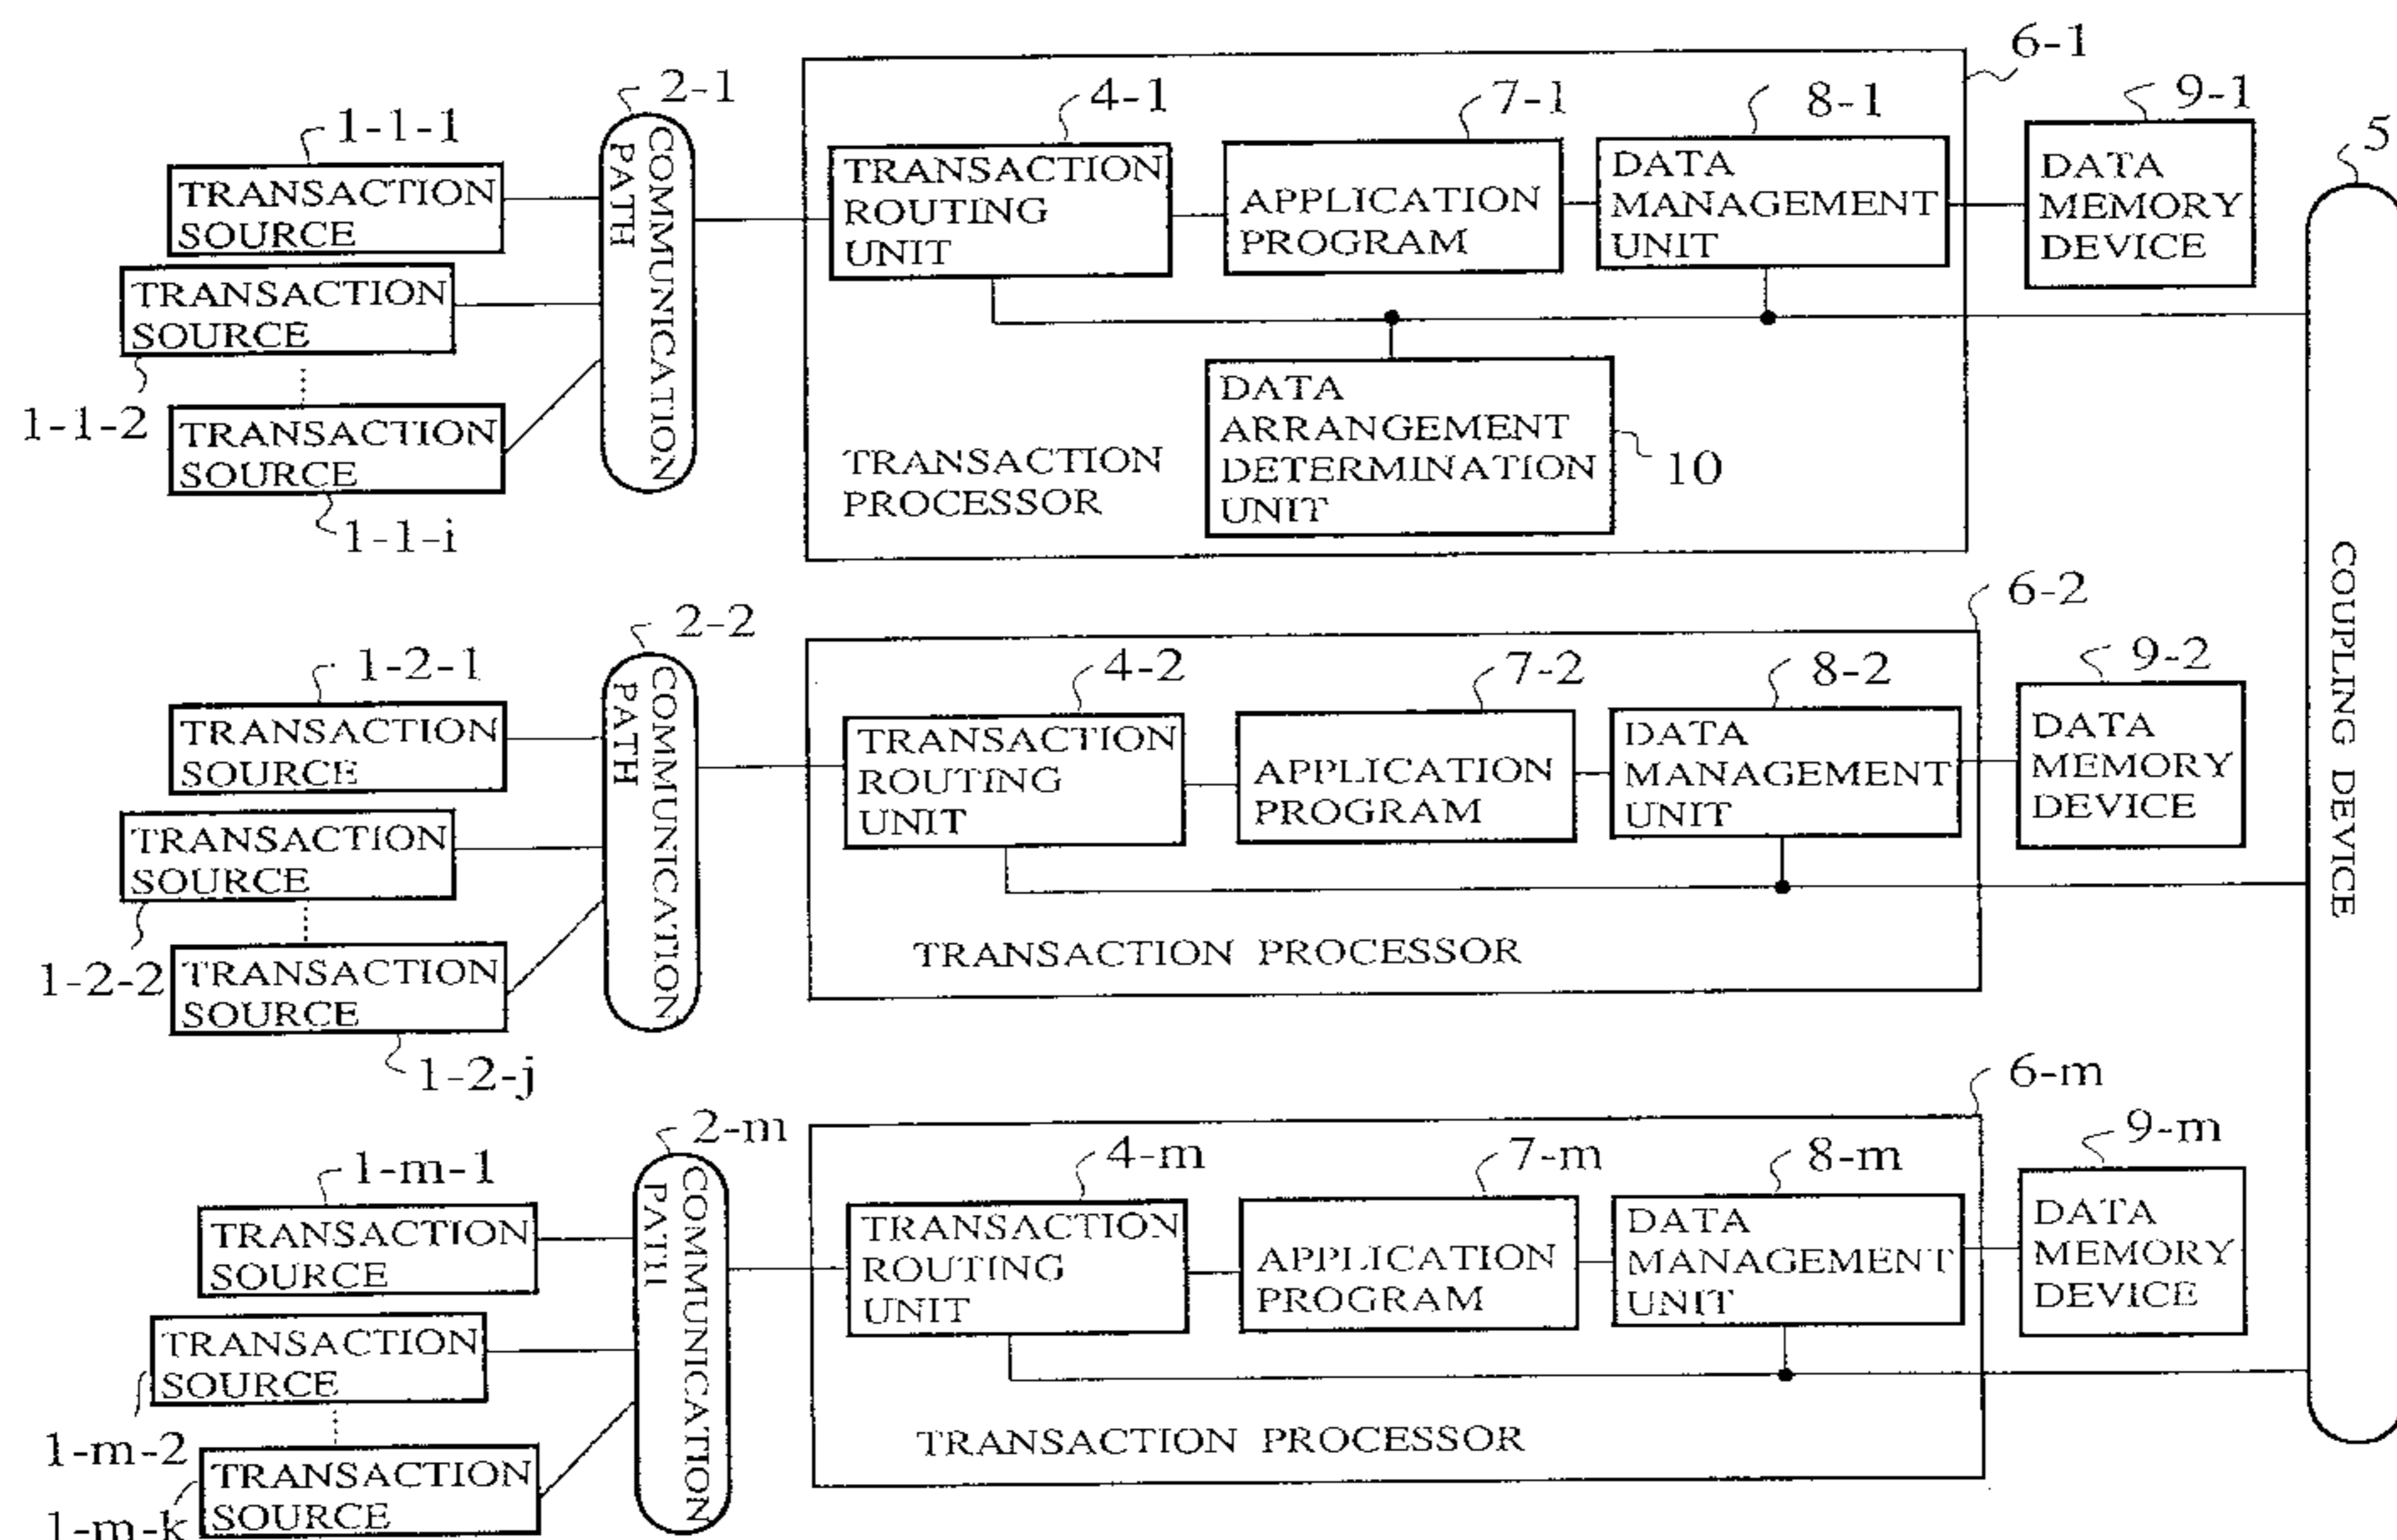 6-1
2-1
4-1
7-1
8-1
9-1
5
1-1-1
TRANSACTION
SOURCE
TRANSACTION
SOURCE
1-1-2
TRANSACTION
SOURCE
1-1-i
COMMUNICATION
PATH
TRANSACTION
ROUTING
UNIT
APPLICATION
PROGRAM
DATA
MANAGEMENT
UNIT
DATA
MEMORY
DEVICE
DATA
ARRANGEMENT
DETERMINATION
UNIT
10
TRANSACTION
PROCESSOR
COUPLING DEVICE
6-2
2-2
4-2
7-2
8-2
9-2
1-2-1
TRANSACTION
SOURCE
TRANSACTION
SOURCE
1-2-2
TRANSACTION
SOURCE
1-2-j
COMMUNICATION
PATH
TRANSACTION
ROUTING
UNIT
APPLICATION
PROGRAM
DATA
MANAGEMENT
UNIT
DATA
MEMORY
DEVICE
TRANSACTION PROCESSOR
6-m
2-m
4-m
7-m
8-m
9-m
1-m-1
TRANSACTION
SOURCE
TRANSACTION
SOURCE
1-m-2
TRANSACTION
SOURCE
1-m-k
COMMUNICATION
PATH
TRANSACTION
ROUTING
UNIT
APPLICATION
PROGRAM
DATA
MANAGEMENT
UNIT
DATA
MEMORY
DEVICE
TRANSACTION PROCESSOR